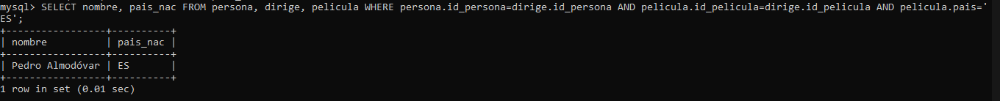 mysql> SELECT nombre, pais_nac FROM persona, dirige, pelicula WHERE persona.id_persona=dirige.id_persona AND pelicula.id_pelicula=dirige.id_pelicula AND pelicula.pais='
ES';
+-----------------+----------+
| nombre          | pais_nac |
+-----------------+----------+
| Pedro Almodóvar | ES       |
+-----------------+----------+
1 row in set (0.01 sec)